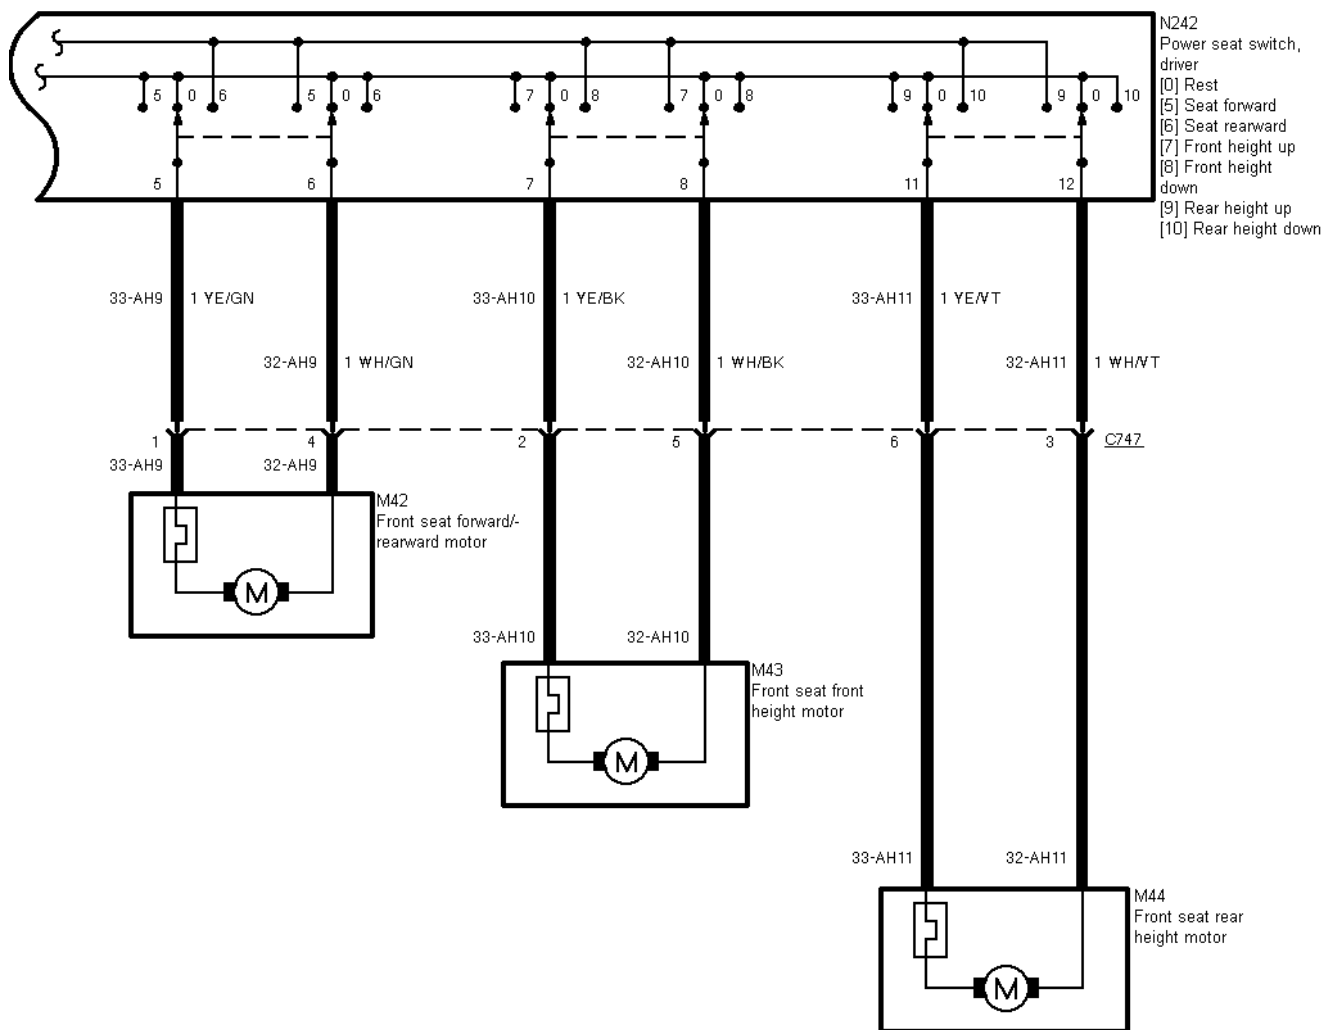 N242
Power seat switch,
driver
[0] Rest
[5] Seat forward
[6] Seat rearward
[7] Front height up
[8] Front height
down
[9] Rear height up
[10] Rear height down
5 0 6 5 0 6 7 0 8 7 0 8 9 0 10 9 0 10
5 6 7 8 11 12
33-AH9 1 YE/GN 33-AH10 1 YE/BK 33-AH11 1 YE/VT
32-AH9 1 WH/GN 32-AH10 1 WH/BK 32-AH11 1 WH/VT
1 4 2 5 6 3 C747
33-AH9 32-AH9
M42
Front seat forward/-
rearward motor
M
33-AH10 32-AH10
M43
Front seat front
height motor
M
33-AH11 32-AH11
M44
Front seat rear
height motor
M